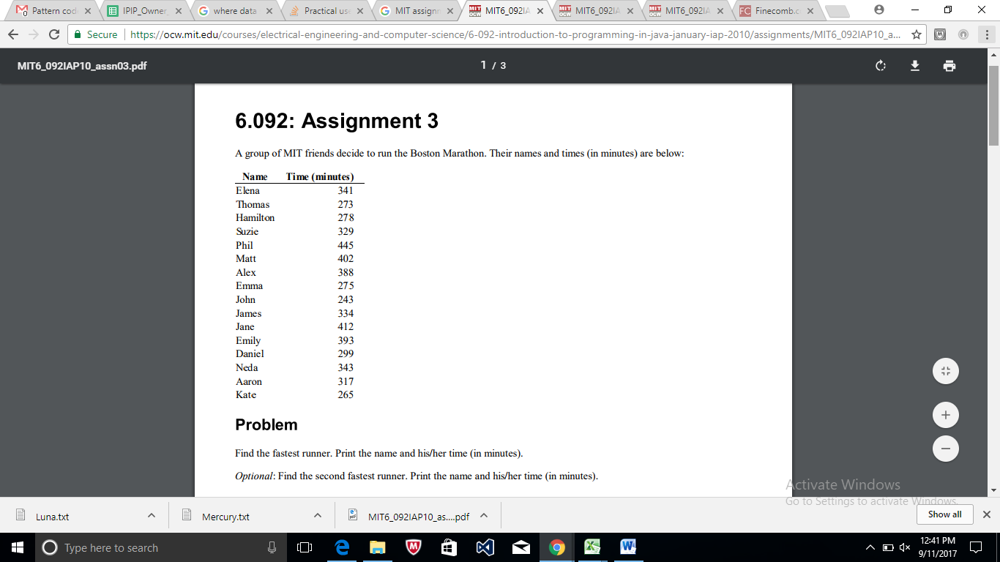 Pattern cod
IPIP_Owner
where data
Practical us
MIT assignr
MIT6_092IA
MIT6_092IA
MIT6_092IA
Finecomb.c
Secure | https://ocw.mit.edu/courses/electrical-engineering-and-computer-science/6-092-introduction-to-programming-in-java-january-iap-2010/assignments/MIT6_092IAP10_a...
MIT6_092IAP10_assn03.pdf
1 / 3
6.092: Assignment 3
A group of MIT friends decide to run the Boston Marathon. Their names and times (in minutes) are below:
Name Time (minutes)
Elena 341
Thomas 273
Hamilton 278
Suzie 329
Phil 445
Matt 402
Alex 388
Emma 275
John 243
James 334
Jane 412
Emily 393
Daniel 299
Neda 343
Aaron 317
Kate 265
Problem
Find the fastest runner. Print the name and his/her time (in minutes).
Optional: Find the second fastest runner. Print the name and his/her time (in minutes).
Activate Windows
Go to Settings to activate Windows.
Luna.txt
Mercury.txt
MIT6_092IAP10_as....pdf
Show all
Type here to search
12:41 PM
9/11/2017